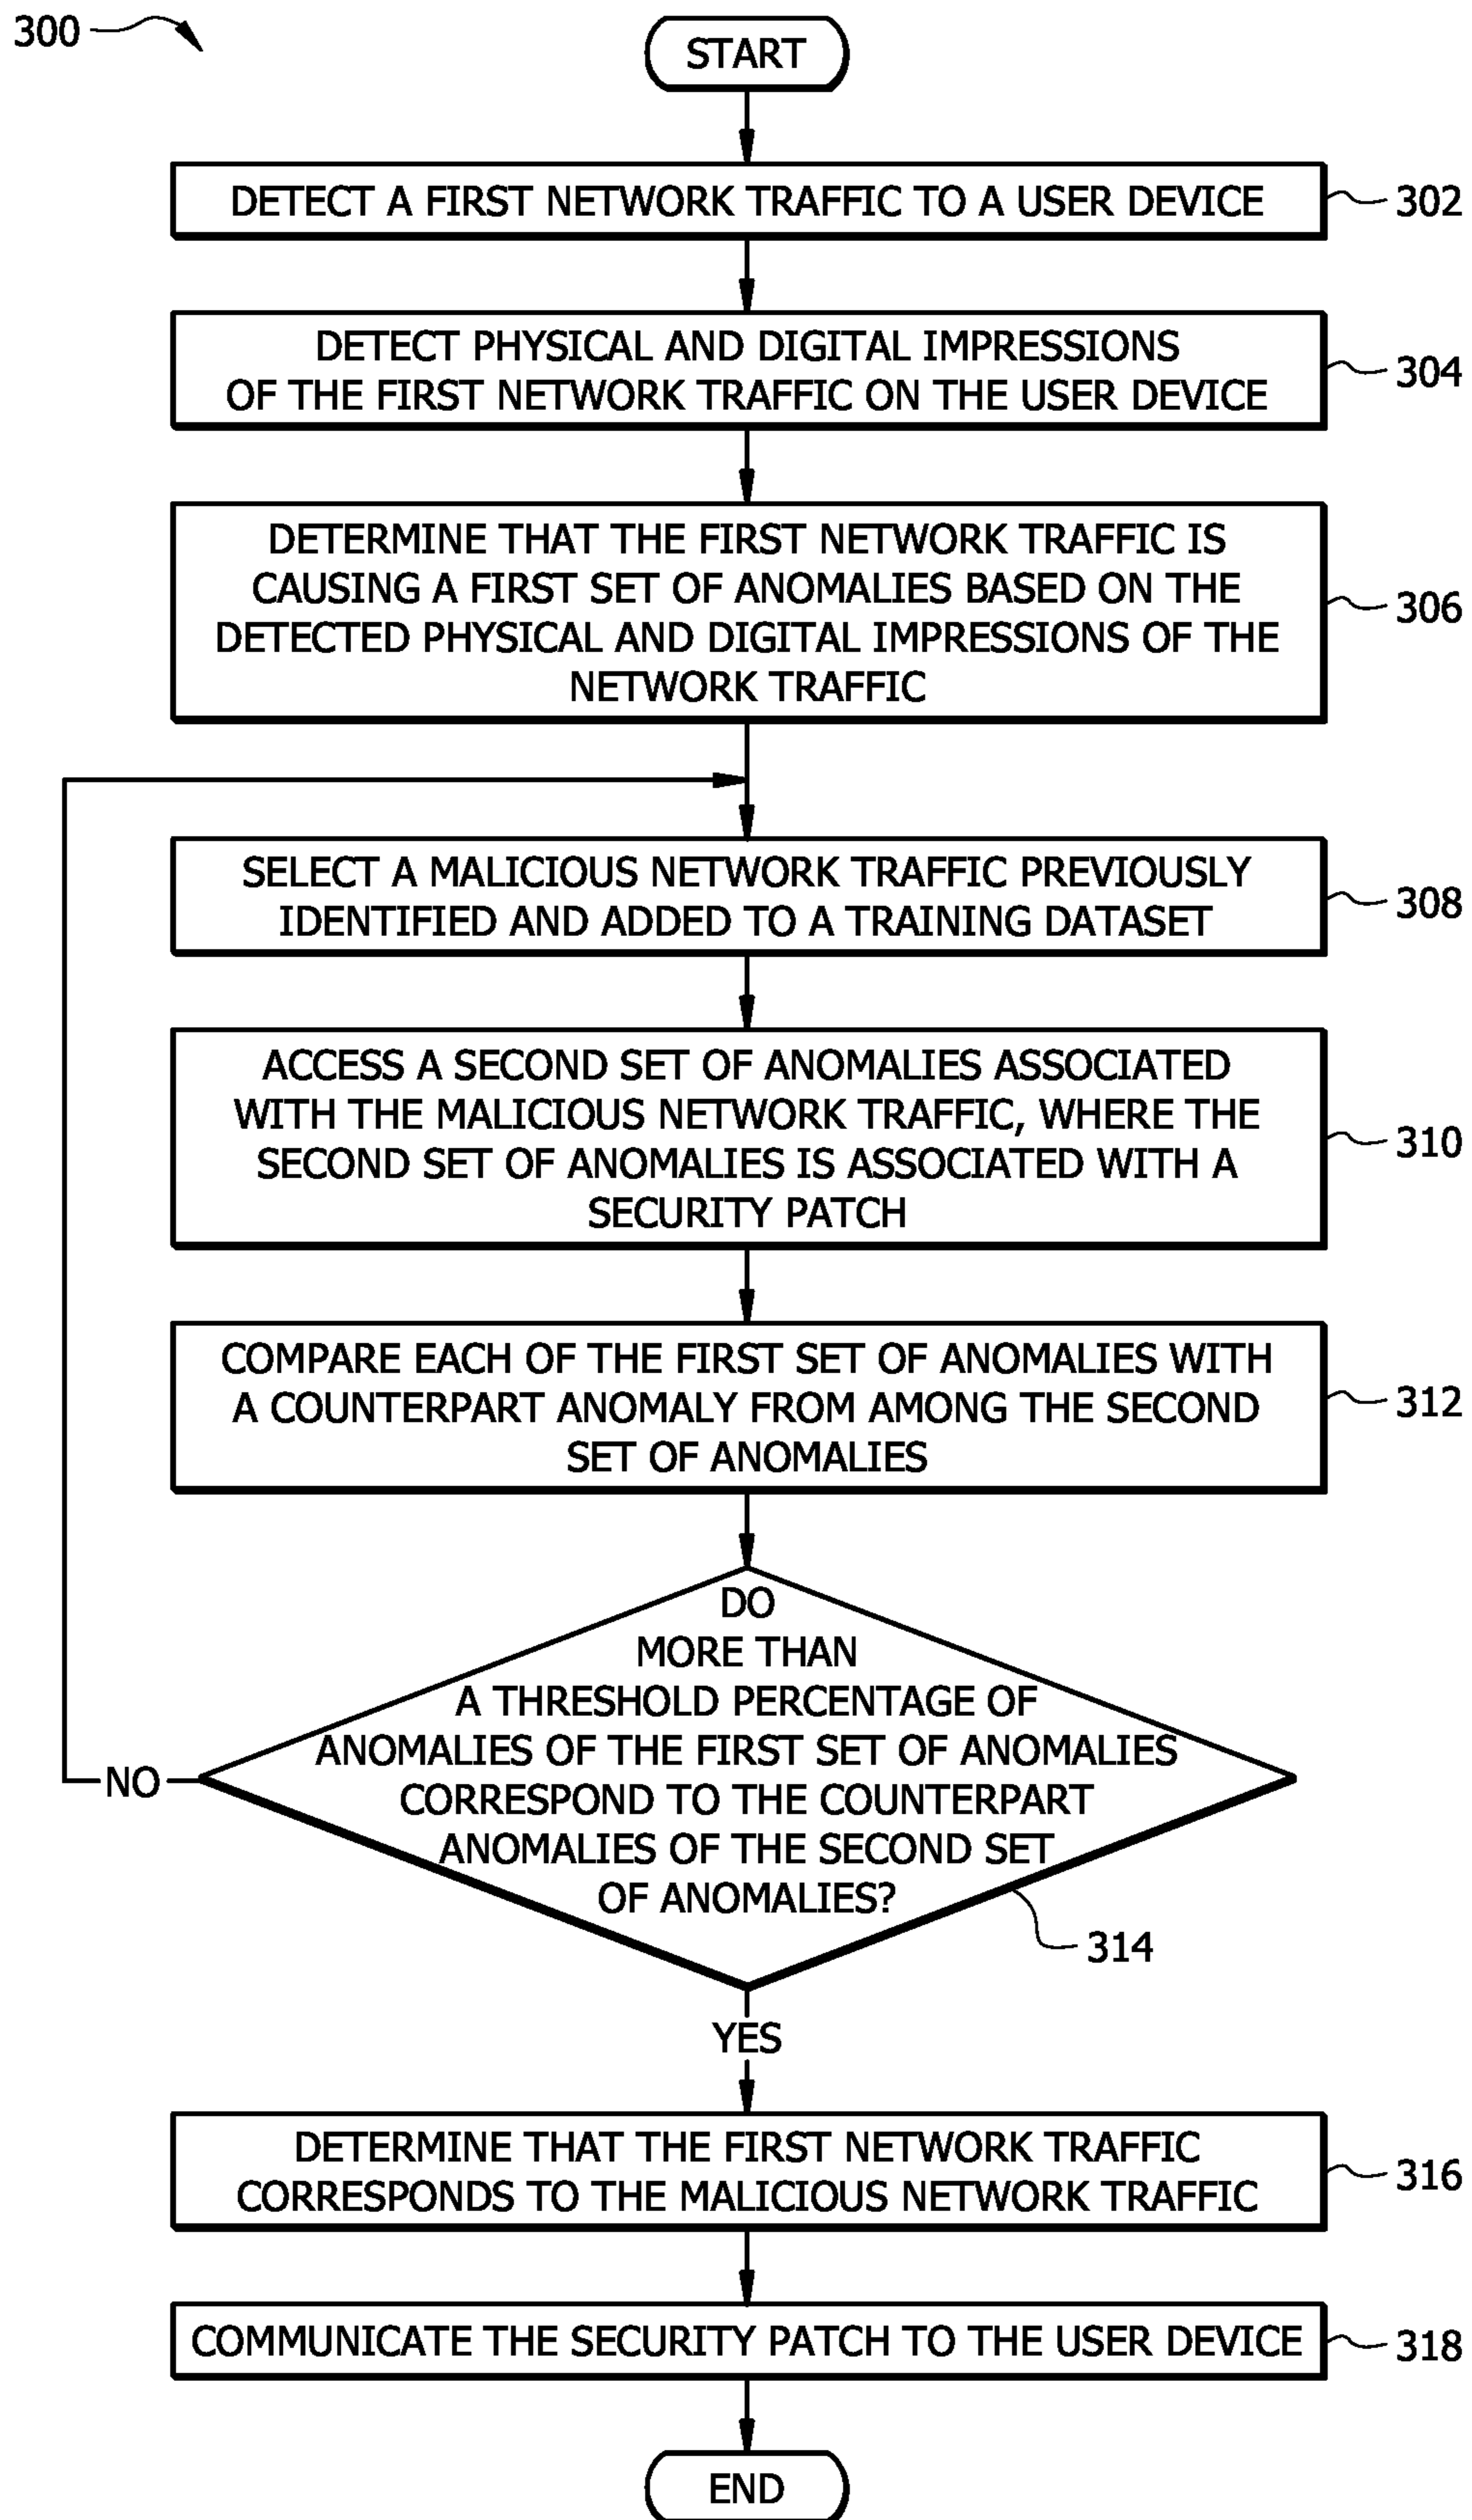 300
START
DETECT A FIRST NETWORK TRAFFIC TO A USER DEVICE
302
DETECT PHYSICAL AND DIGITAL IMPRESSIONS
OF THE FIRST NETWORK TRAFFIC ON THE USER DEVICE
304
DETERMINE THAT THE FIRST NETWORK TRAFFIC IS
CAUSING A FIRST SET OF ANOMALIES BASED ON THE
DETECTED PHYSICAL AND DIGITAL IMPRESSIONS OF THE
NETWORK TRAFFIC
306
SELECT A MALICIOUS NETWORK TRAFFIC PREVIOUSLY
IDENTIFIED AND ADDED TO A TRAINING DATASET
308
ACCESS A SECOND SET OF ANOMALIES ASSOCIATED
WITH THE MALICIOUS NETWORK TRAFFIC, WHERE THE
SECOND SET OF ANOMALIES IS ASSOCIATED WITH A
SECURITY PATCH
310
COMPARE EACH OF THE FIRST SET OF ANOMALIES WITH
A COUNTERPART ANOMALY FROM AMONG THE SECOND
SET OF ANOMALIES
312
DO
MORE THAN
A THRESHOLD PERCENTAGE OF
ANOMALIES OF THE FIRST SET OF ANOMALIES
CORRESPOND TO THE COUNTERPART
ANOMALIES OF THE SECOND SET
OF ANOMALIES?
314
NO
YES
DETERMINE THAT THE FIRST NETWORK TRAFFIC
CORRESPONDS TO THE MALICIOUS NETWORK TRAFFIC
316
COMMUNICATE THE SECURITY PATCH TO THE USER DEVICE
318
END